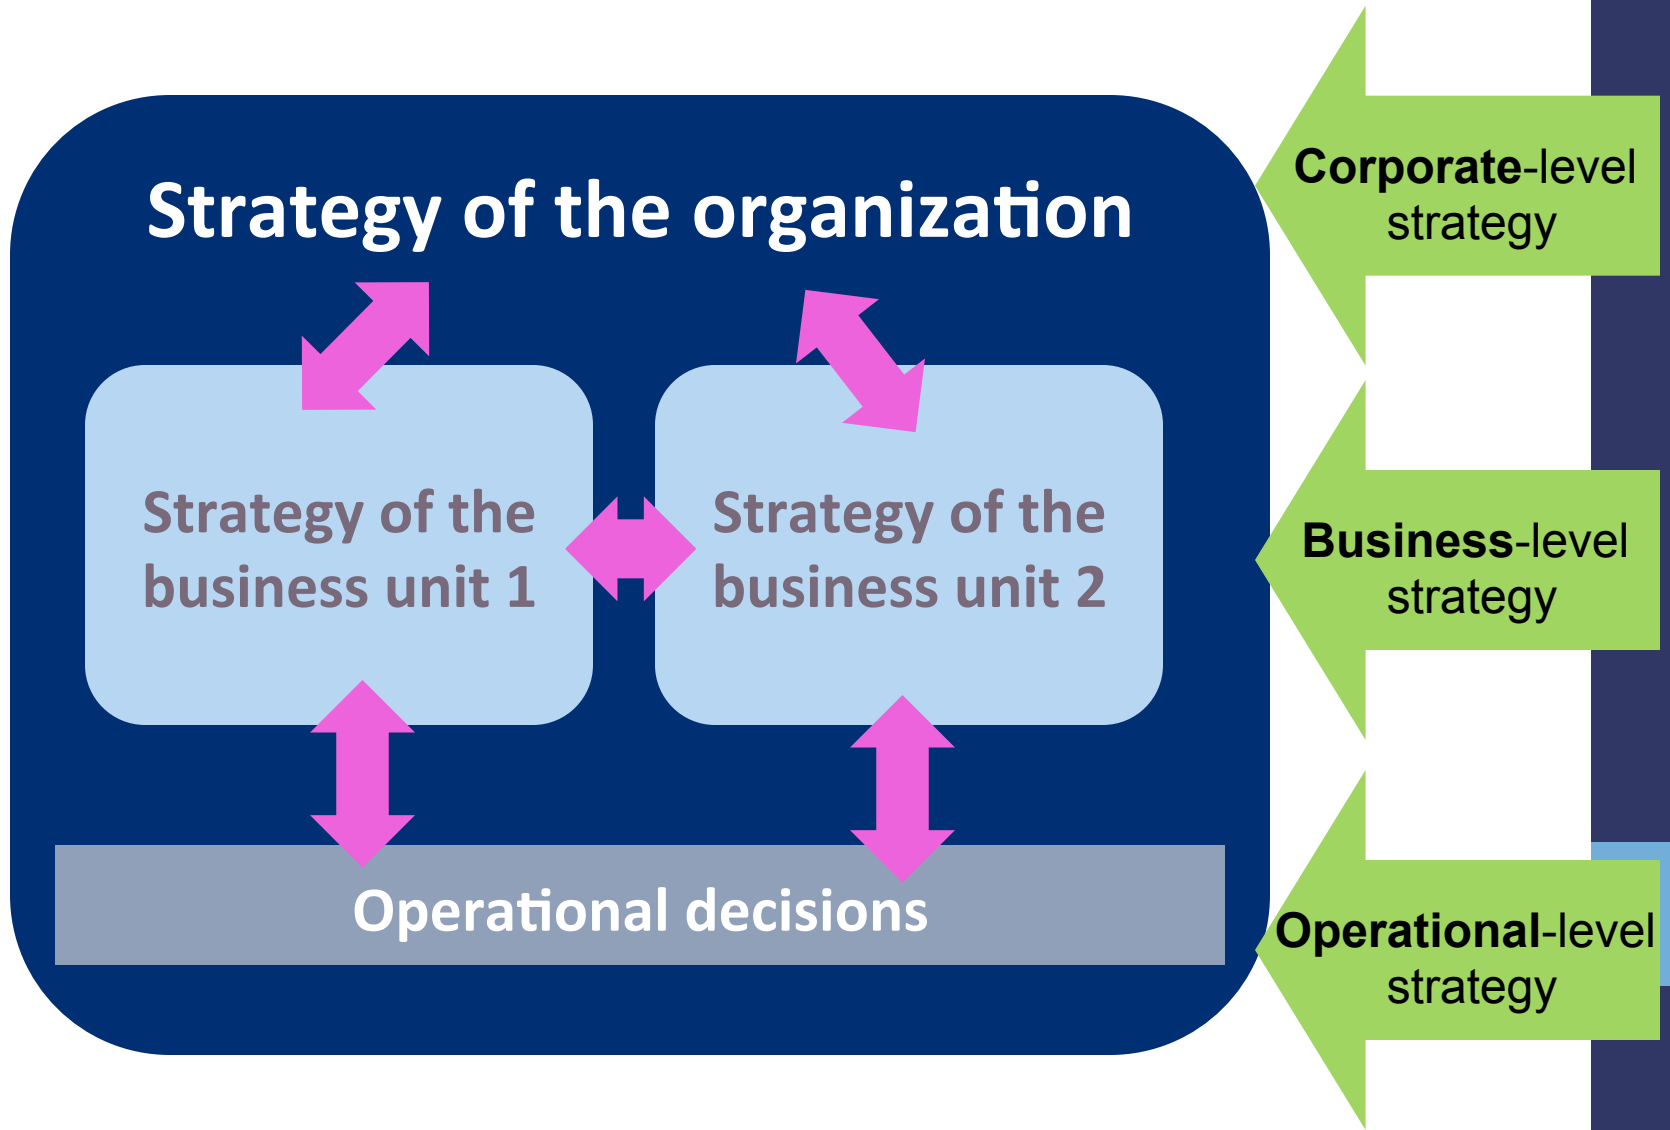 Strategy of the organization
Corporate-level
strategy
Strategy of the
business unit 1
Strategy of the
business unit 2
Business-level
strategy
Operational decisions
Operational-level
strategy